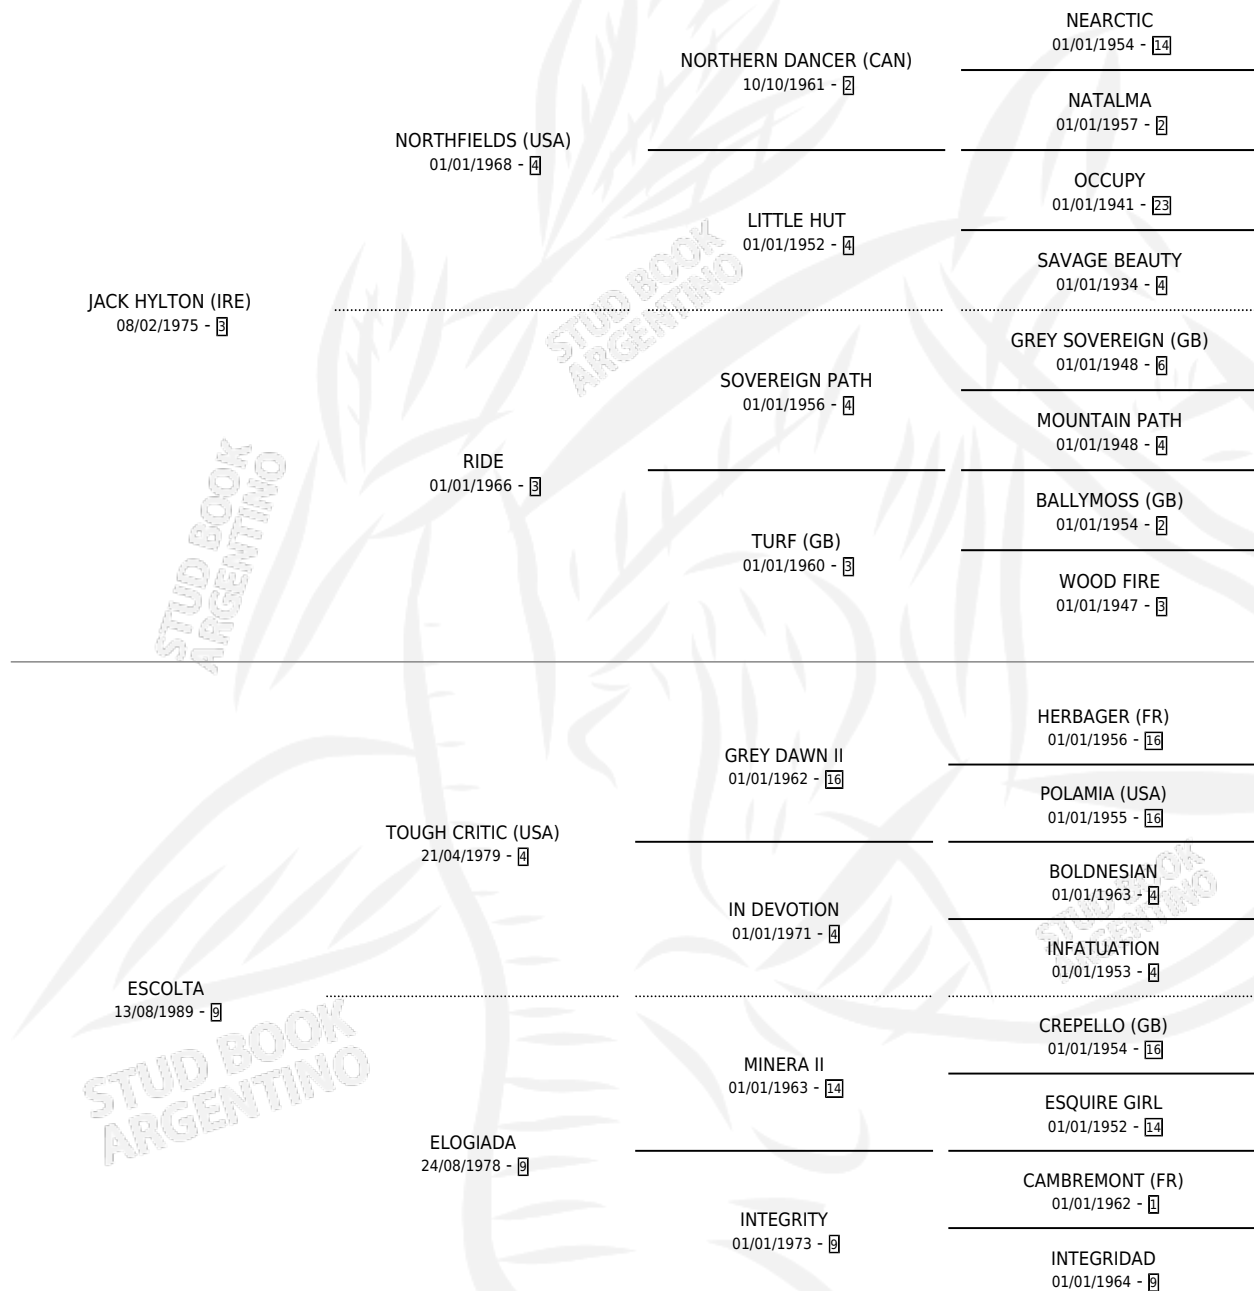 NEARCTIC
01/01/1954 - 14
NORTHERN DANCER (CAN)
10/10/1961 - 2
NATALMA
01/01/1957 - 2
NORTHFIELDS (USA)
01/01/1968 - 4
OCCUPY
01/01/1941 - 23
LITTLE HUT
01/01/1952 - 4
SAVAGE BEAUTY
01/01/1934 - 4
JACK HYLTON (IRE)
08/02/1975 - 3
GREY SOVEREIGN (GB)
01/01/1948 - 6
SOVEREIGN PATH
01/01/1956 - 4
MOUNTAIN PATH
01/01/1948 - 4
RIDE
01/01/1966 - 3
BALLYMOSS (GB)
01/01/1954 - 2
TURF (GB)
01/01/1960 - 3
WOOD FIRE
01/01/1947 - 3
HERBAGER (FR)
01/01/1956 - 16
GREY DAWN II
01/01/1962 - 16
POLAMIA (USA)
01/01/1955 - 16
TOUGH CRITIC (USA)
21/04/1979 - 4
BOLDNESIAN
01/01/1963 - 4
IN DEVOTION
01/01/1971 - 4
INFATUATION
01/01/1953 - 4
ESCOLTA
13/08/1989 - 9
CREPELLO (GB)
01/01/1954 - 16
MINERA II
01/01/1963 - 14
ESQUIRE GIRL
01/01/1952 - 14
ELOGIADA
24/08/1978 - 9
CAMBREMONT (FR)
01/01/1962 - 1
INTEGRITY
01/01/1973 - 9
INTEGRIDAD
01/01/1964 - 9
STUD BOOK
ARGENTINO
STUD BOOK
ARGENTINO
STUD BOOK
ARGENTINO
STUD BOOK
ARGENTINO